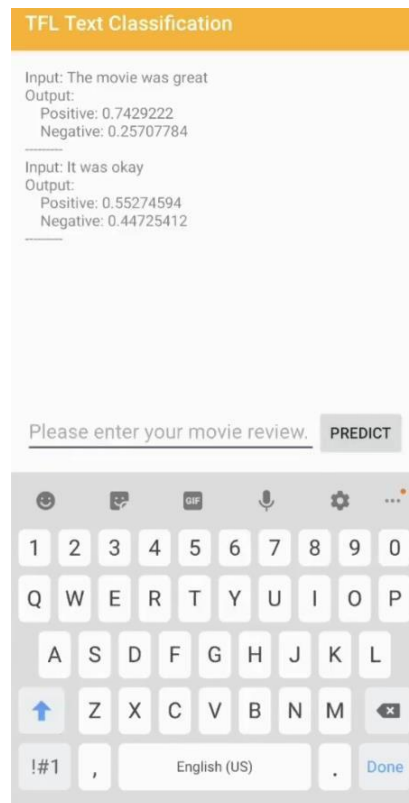 TFL Text Classification
Input: The movie was great
Output:
Positive: 0.7429222
Negative: 0.25707784
---------
Input: It was okay
Output:
Positive: 0.55274594
Negative: 0.44725412
---------
Please enter your movie review. PREDICT
GIF
1 2 3 4 5 6 7 8 9 0
Q W E R T Y U I O P
A S D F G H J K L
Z X C V B N M
!#1 , English (US) . Done